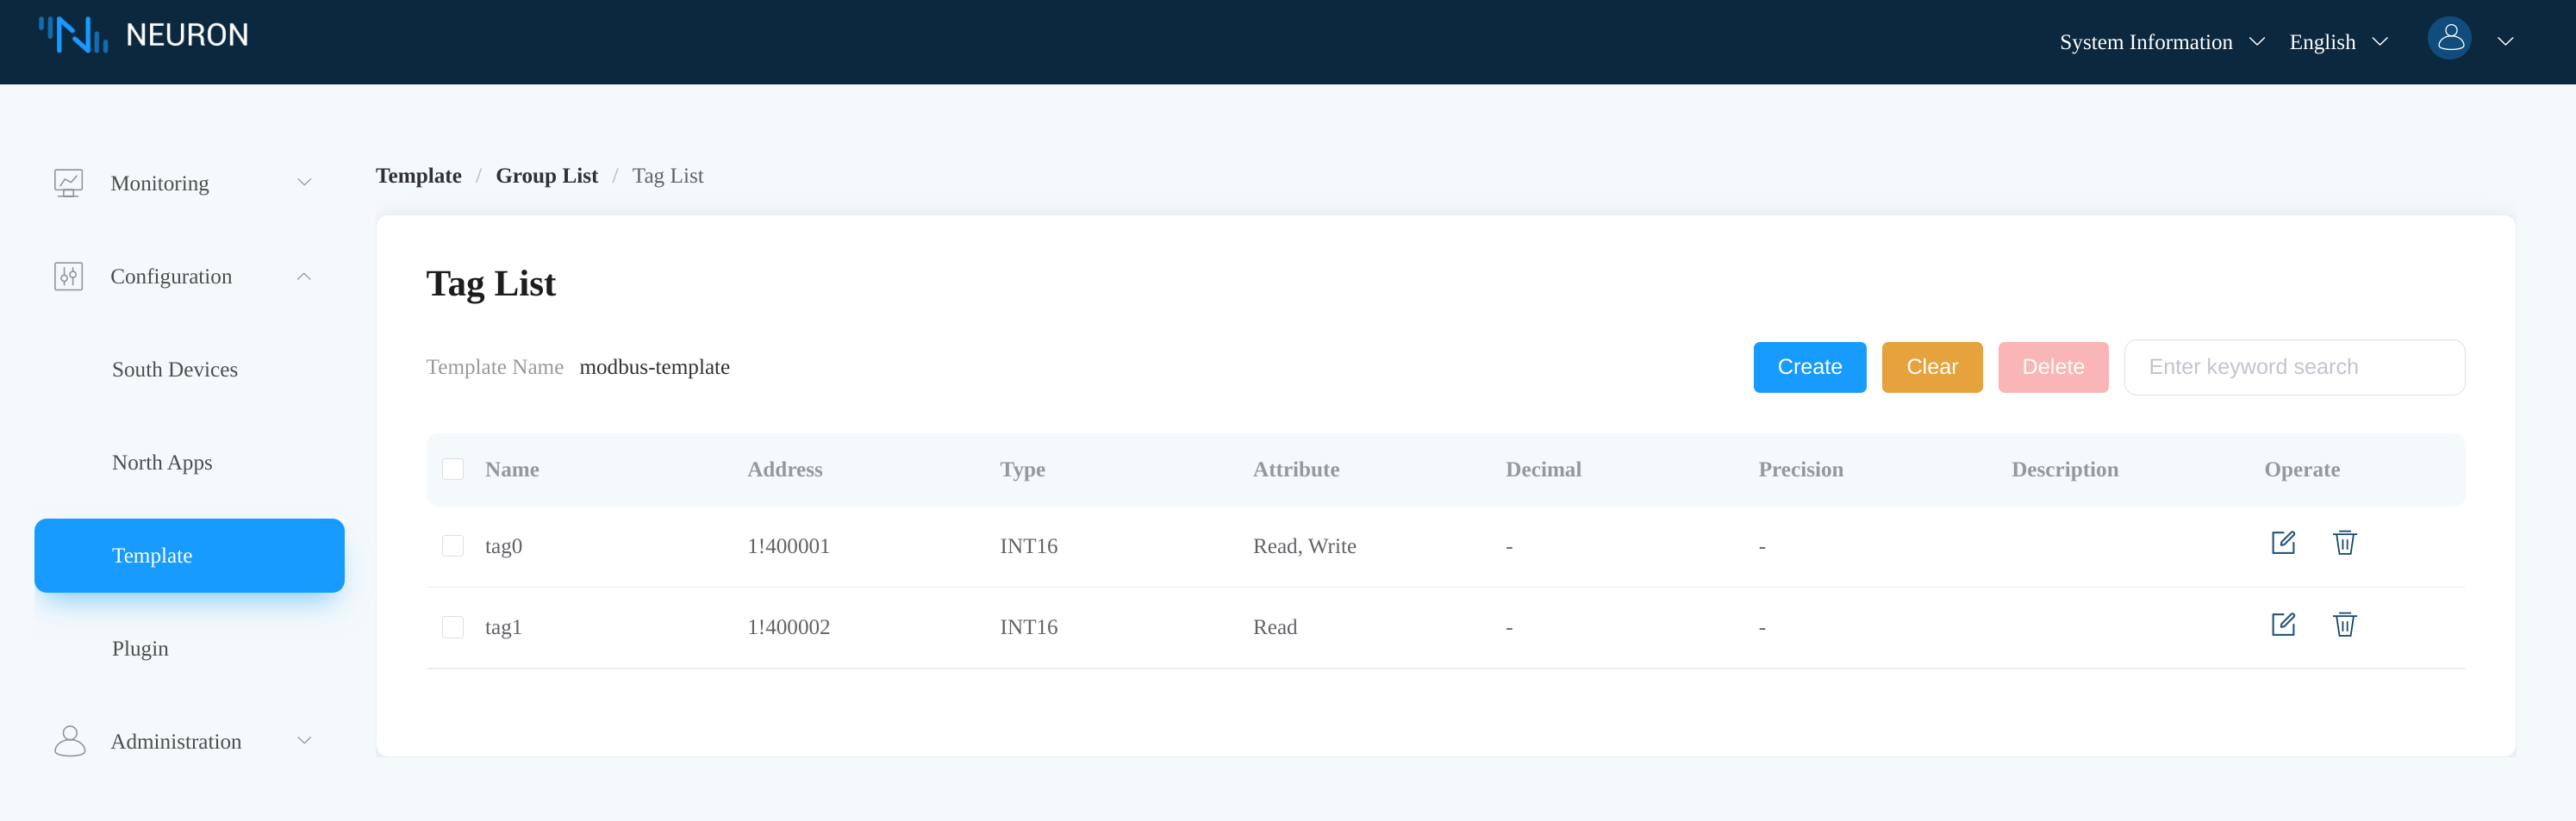 NEURON
System Information English
Monitoring
Configuration
South Devices
North Apps
Template
Plugin
Administration
Template / Group List / Tag List
Tag List
Template Name modbus-template
Create Clear Delete Enter keyword search
Name Address Type Attribute Decimal Precision Description Operate
tag0 1!400001 INT16 Read, Write - -
tag1 1!400002 INT16 Read - -